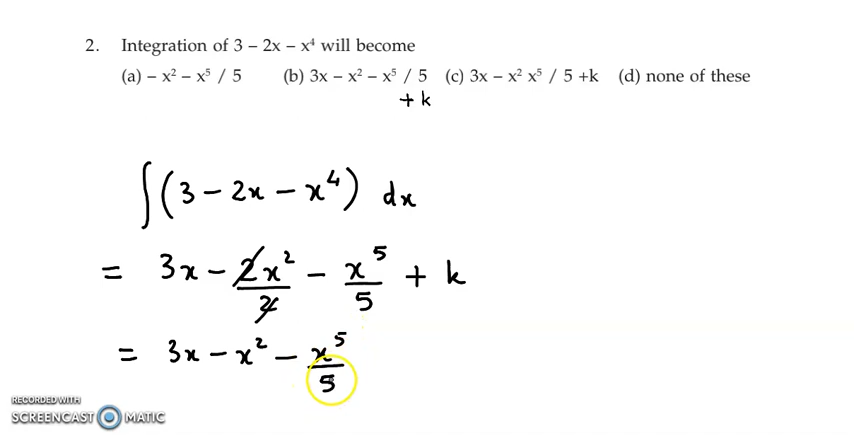 2. Integration of 3 – 2x – x⁴ will become
(a) – x² – x⁵ / 5 (b) 3x – x² – x⁵ / 5 (c) 3x – x² x⁵ / 5 +k (d) none of these
+ k
∫(3 – 2x – x⁴) dx
= 3x – 2x²/2 – x⁵/5 + k
= 3x – x² – x⁵/5
RECORDED WITH
SCREENCAST MATIC